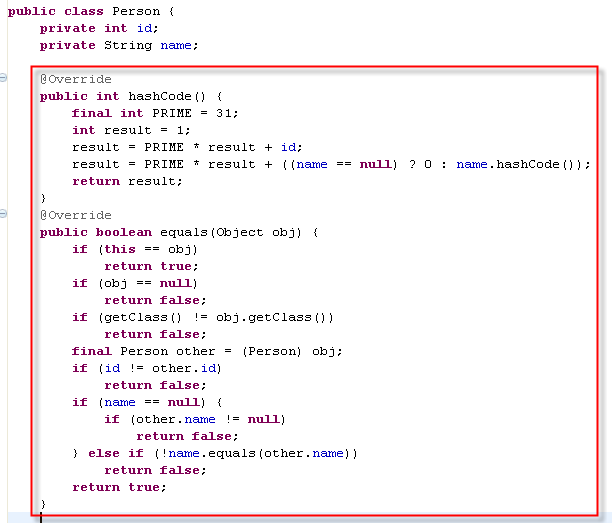 public class Person {
    private int id;
    private String name;

    @Override
    public int hashCode() {
        final int PRIME = 31;
        int result = 1;
        result = PRIME * result + id;
        result = PRIME * result + ((name == null) ? 0 : name.hashCode());
        return result;
    }
    @Override
    public boolean equals(Object obj) {
        if (this == obj)
            return true;
        if (obj == null)
            return false;
        if (getClass() != obj.getClass())
            return false;
        final Person other = (Person) obj;
        if (id != other.id)
            return false;
        if (name == null) {
            if (other.name != null)
                return false;
        } else if (!name.equals(other.name))
            return false;
        return true;
    }